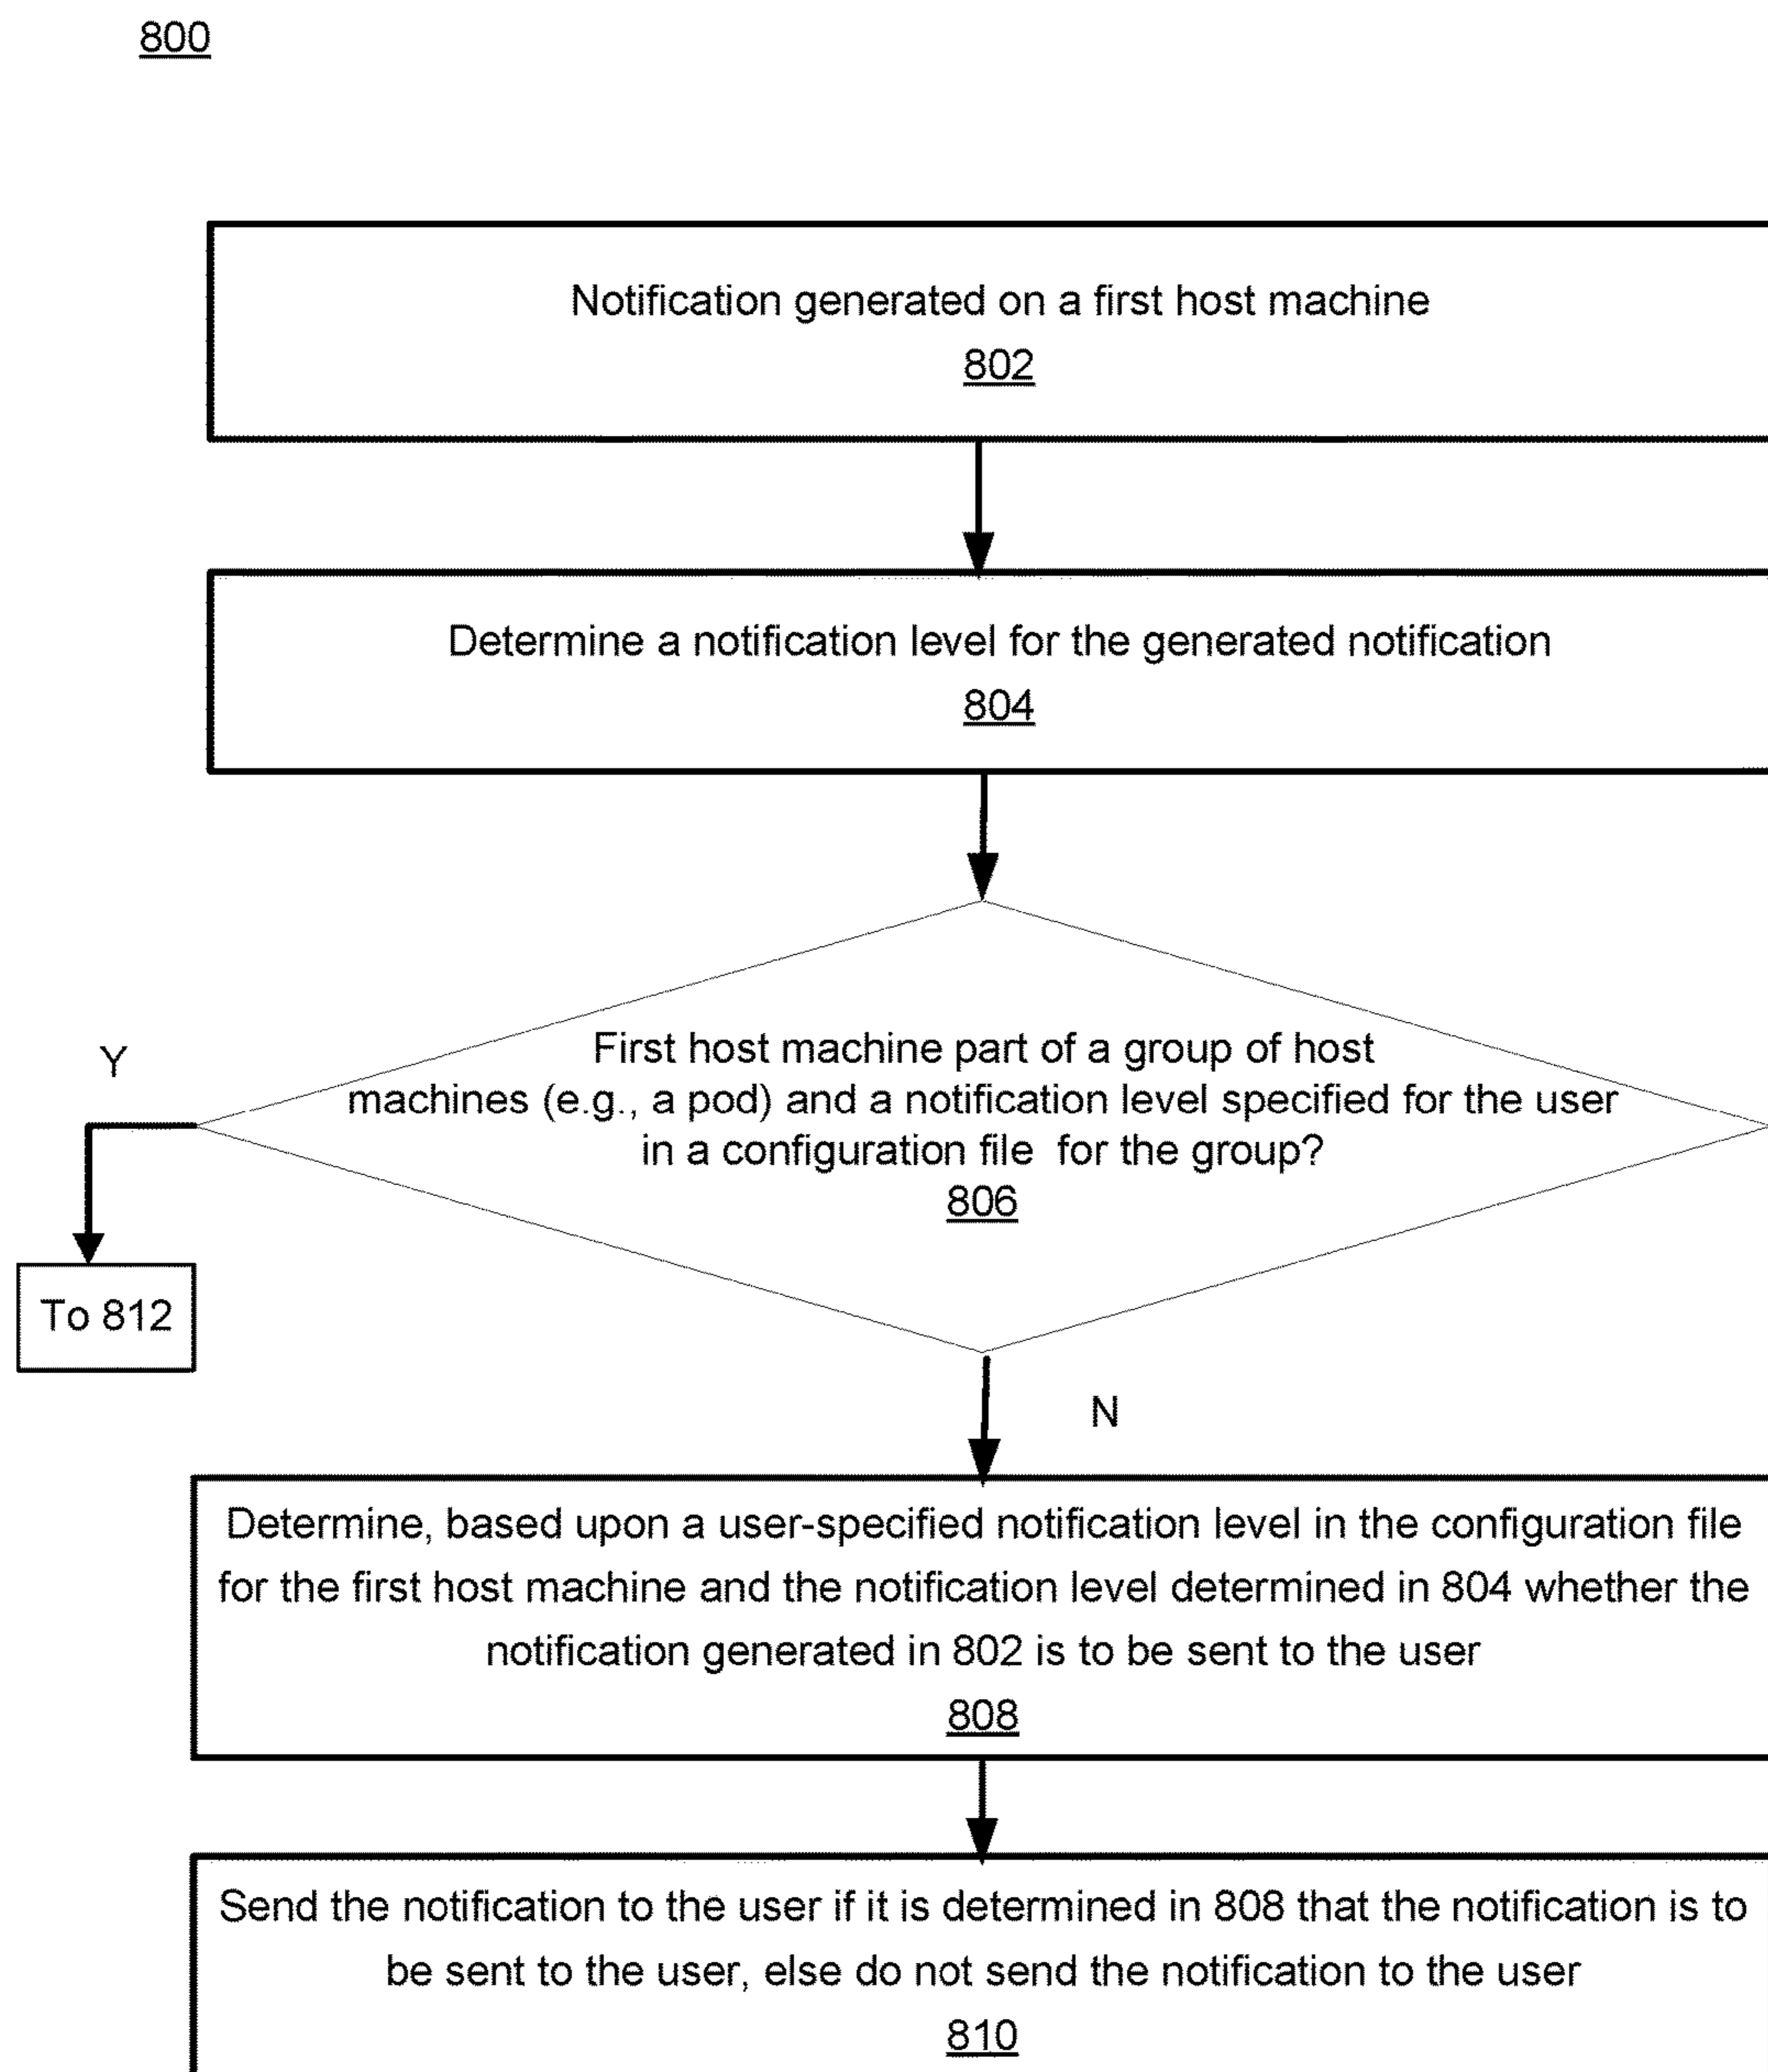 800
Notification generated on a first host machine
802
Determine a notification level for the generated notification
804
First host machine part of a group of host
machines (e.g., a pod) and a notification level specified for the user
in a configuration file for the group?
806
Y
To 812
N
Determine, based upon a user-specified notification level in the configuration file
for the first host machine and the notification level determined in 804 whether the
notification generated in 802 is to be sent to the user
808
Send the notification to the user if it is determined in 808 that the notification is to
be sent to the user, else do not send the notification to the user
810